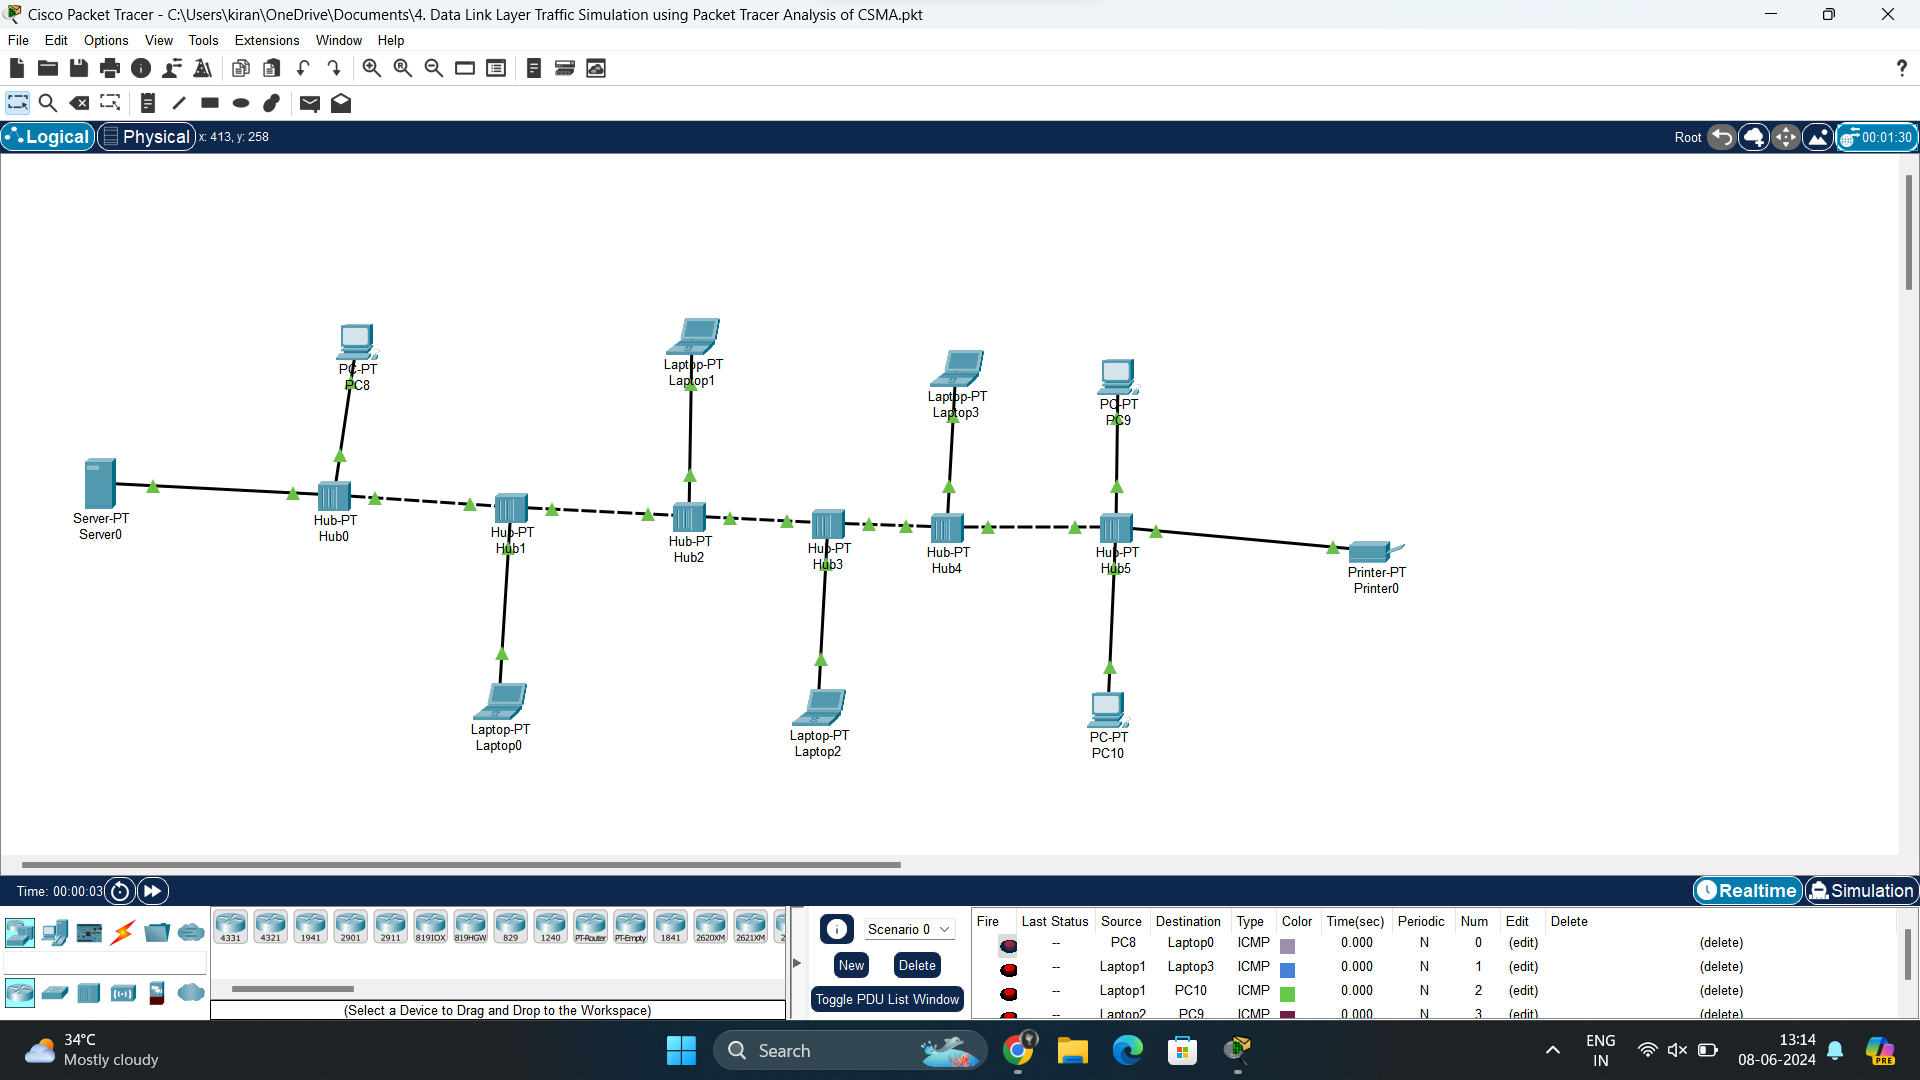 Cisco Packet Tracer - C:\Users\kiran\OneDrive\Documents\4. Data Link Layer Traffic Simulation using Packet Tracer Analysis of CSMA.pkt
File Edit Options View Tools Extensions Window Help
?
Logical Physical x: 413, y: 258 Root 00:01:30
PC-PT
PC8
Laptop-PT
Laptop1
Laptop-PT
Laptop3
PC-PT
PC9
Server-PT
Server0
Hub-PT
Hub0
Hub-PT
Hub1
Hub-PT
Hub2
Hub-PT
Hub3
Hub-PT
Hub4
Hub-PT
Hub5
Printer-PT
Printer0
Laptop-PT
Laptop0
Laptop-PT
Laptop2
PC-PT
PC10
Time: 00:00:03 Realtime Simulation
4331 4321 1941 2901 2911 819IOX 819HGW 829 1240 PT-Router PT-Empty 1841 2620XM 2621XM 2
(Select a Device to Drag and Drop to the Workspace)
Scenario 0
New Delete
Toggle PDU List Window
Fire Last Status Source Destination Type Color Time(sec) Periodic Num Edit Delete
-- PC8 Laptop0 ICMP 0.000 N 0 (edit) (delete)
-- Laptop1 Laptop3 ICMP 0.000 N 1 (edit) (delete)
-- Laptop1 PC10 ICMP 0.000 N 2 (edit) (delete)
-- Laptop2 PC9 ICMP 0.000 N 3 (edit) (delete)
34°C
Mostly cloudy
Search
ENG
IN
13:14
08-06-2024
PRE